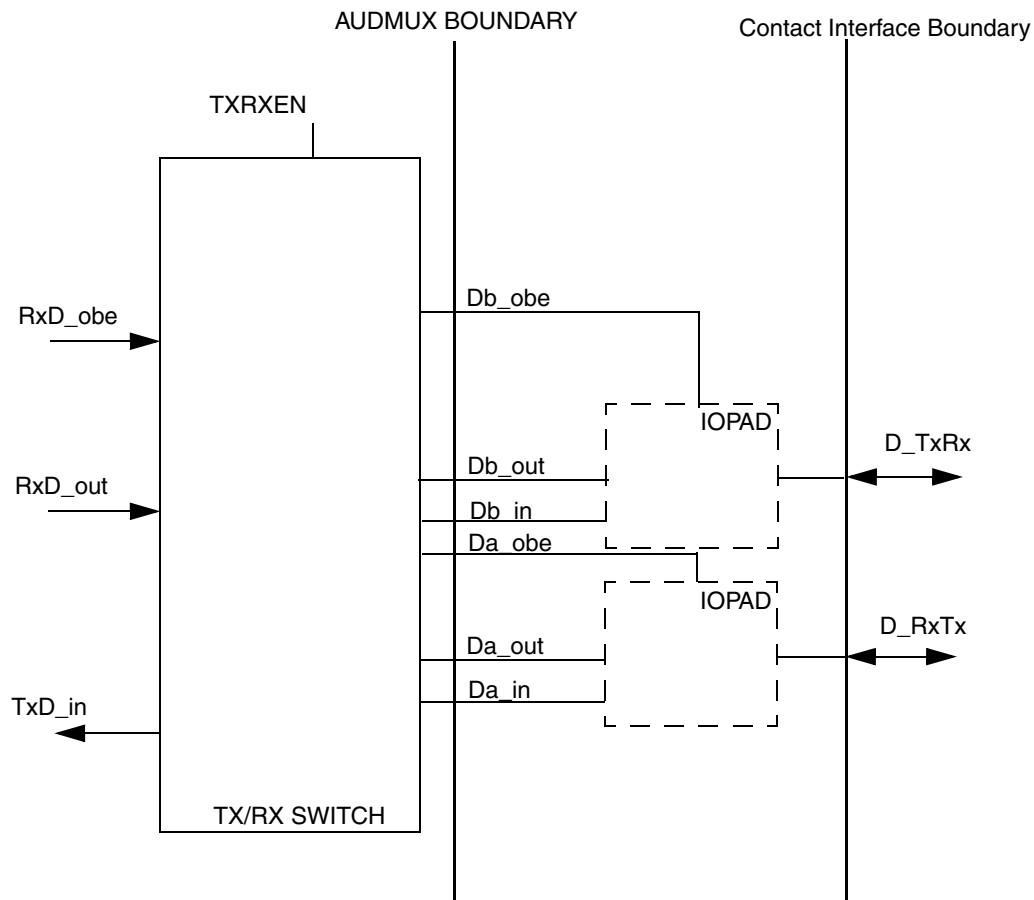 AUDMUX BOUNDARY
Contact Interface Boundary
TXRXEN
Db_obe
RxD_obe
IOPAD
D_TxRx
Db_out
RxD_out
Db_in
Da_obe
IOPAD
D_RxTx
Da_out
Da_in
TxD_in
TX/RX SWITCH